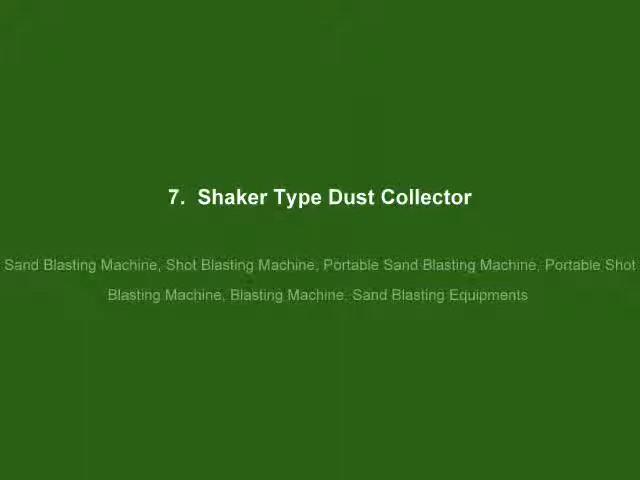 7.  Shaker Type Dust Collector
Sand Blasting Machine, Shot Blasting Machine, Portable Sand Blasting Machine, Portable Shot
Blasting Machine, Blasting Machine, Sand Blasting Equipments